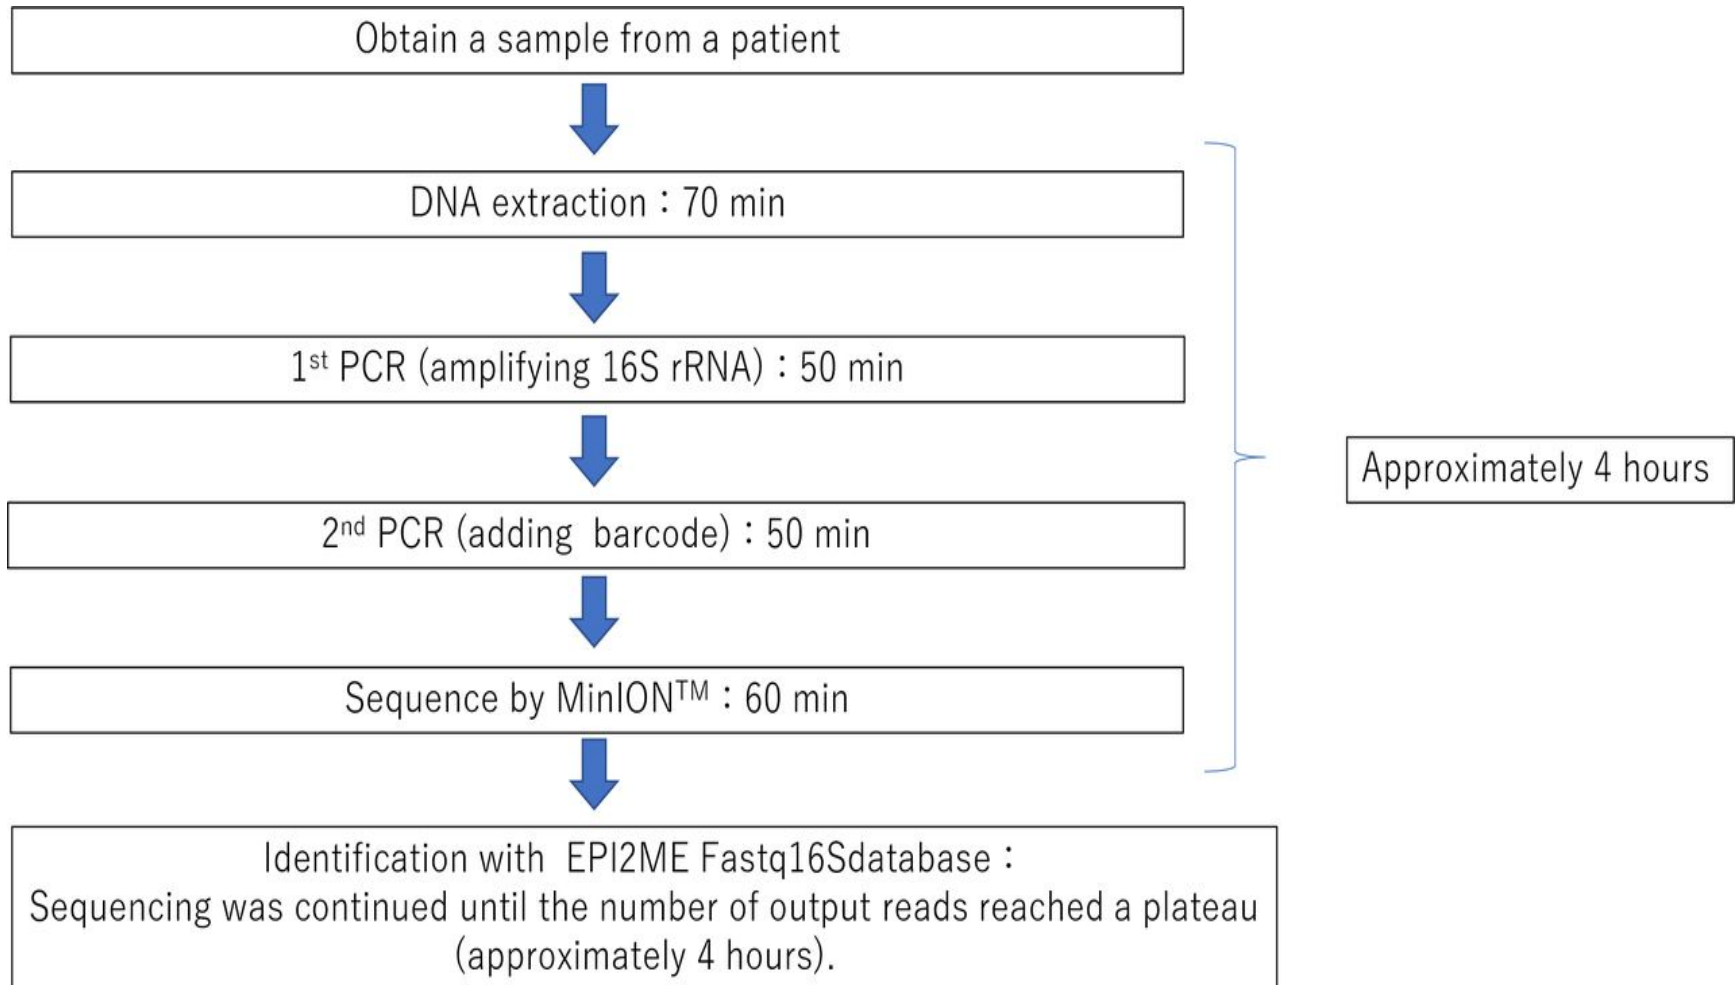 Obtain a sample from a patient
DNA extraction：70 min
1st PCR (amplifying 16S rRNA)：50 min
2nd PCR (adding  barcode)：50 min
Approximately 4 hours
Sequence by MinION™：60 min
Identification with  EPI2ME Fastq16Sdatabase：
Sequencing was continued until the number of output reads reached a plateau
(approximately 4 hours).